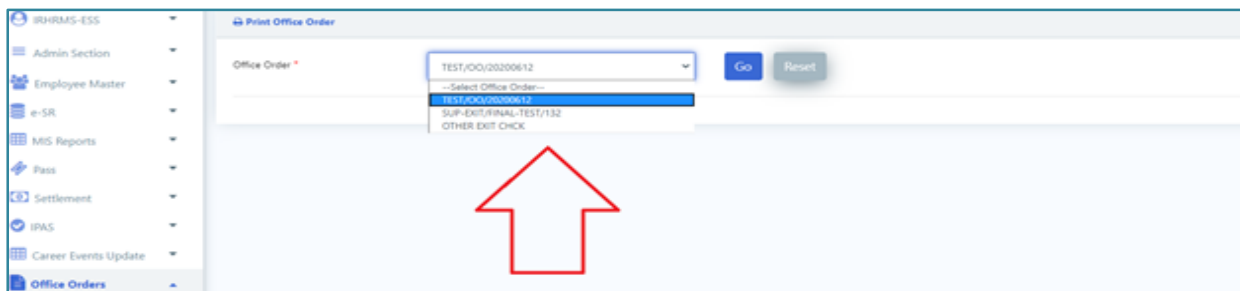 IRHRMS-ESS
Admin Section
Employee Master
e-SR
MIS Reports
Pass
Settlement
IPAS
Career Events Update
Office Orders
Print Office Order
Office Order * TEST/OO/20200612 Go Reset
--Select Office Order--
TEST/OO/20200612
SUP-EXIT/FINAL-TEST/132
OTHER EXIT CHCK